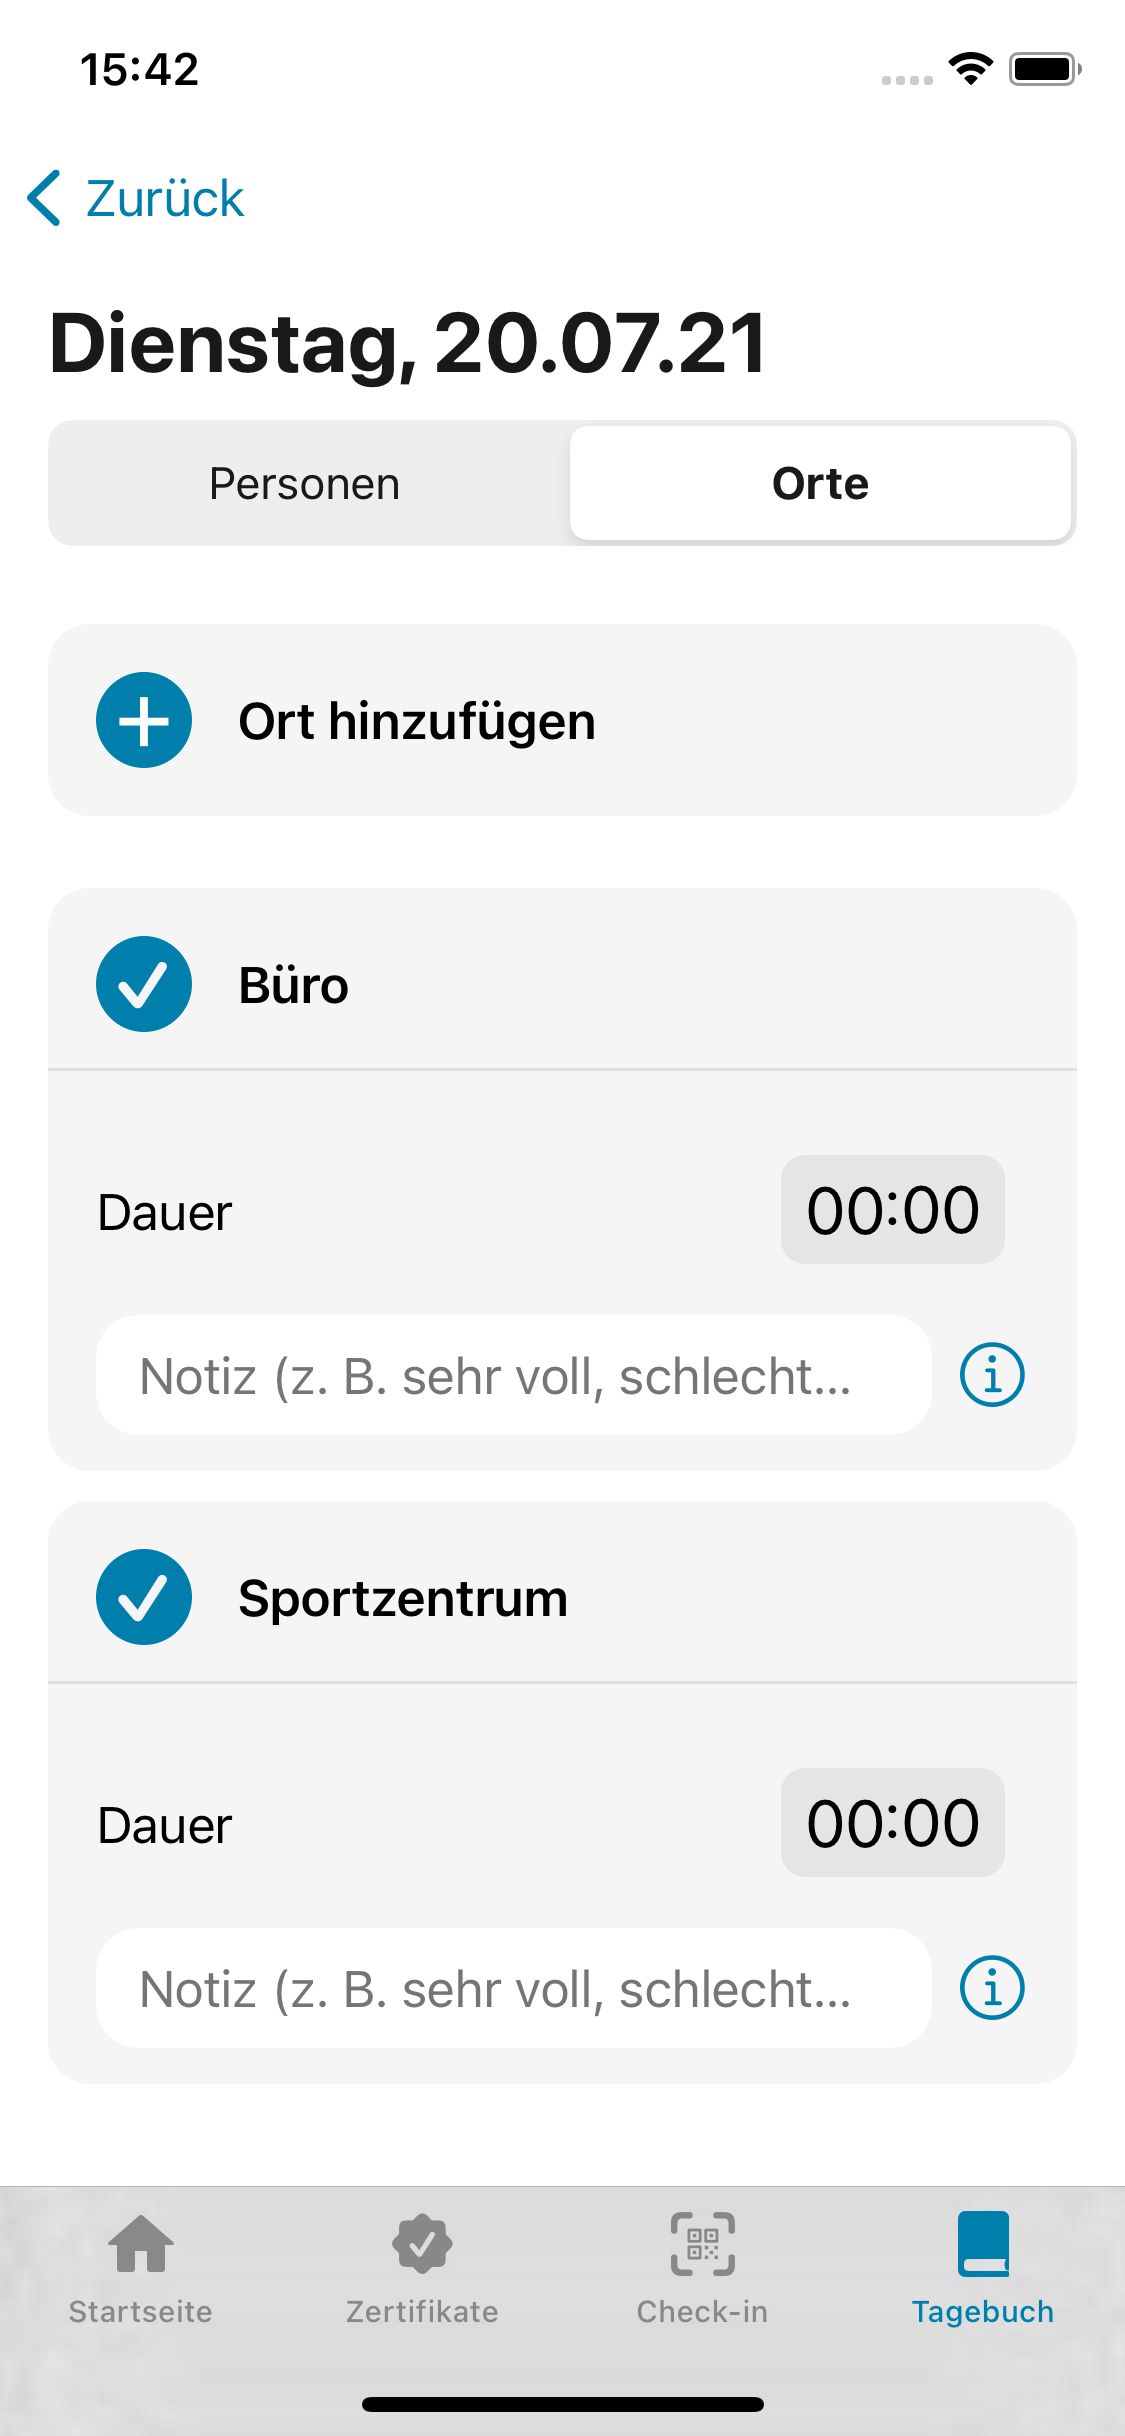 15:42
Zurück
Dienstag, 20.07.21
Personen
Orte
Ort hinzufügen
Büro
Dauer
00:00
Notiz (z. B. sehr voll, schlecht...
Sportzentrum
Dauer
00:00
Notiz (z. B. sehr voll, schlecht...
Startseite
Zertifikate
Check-in
Tagebuch